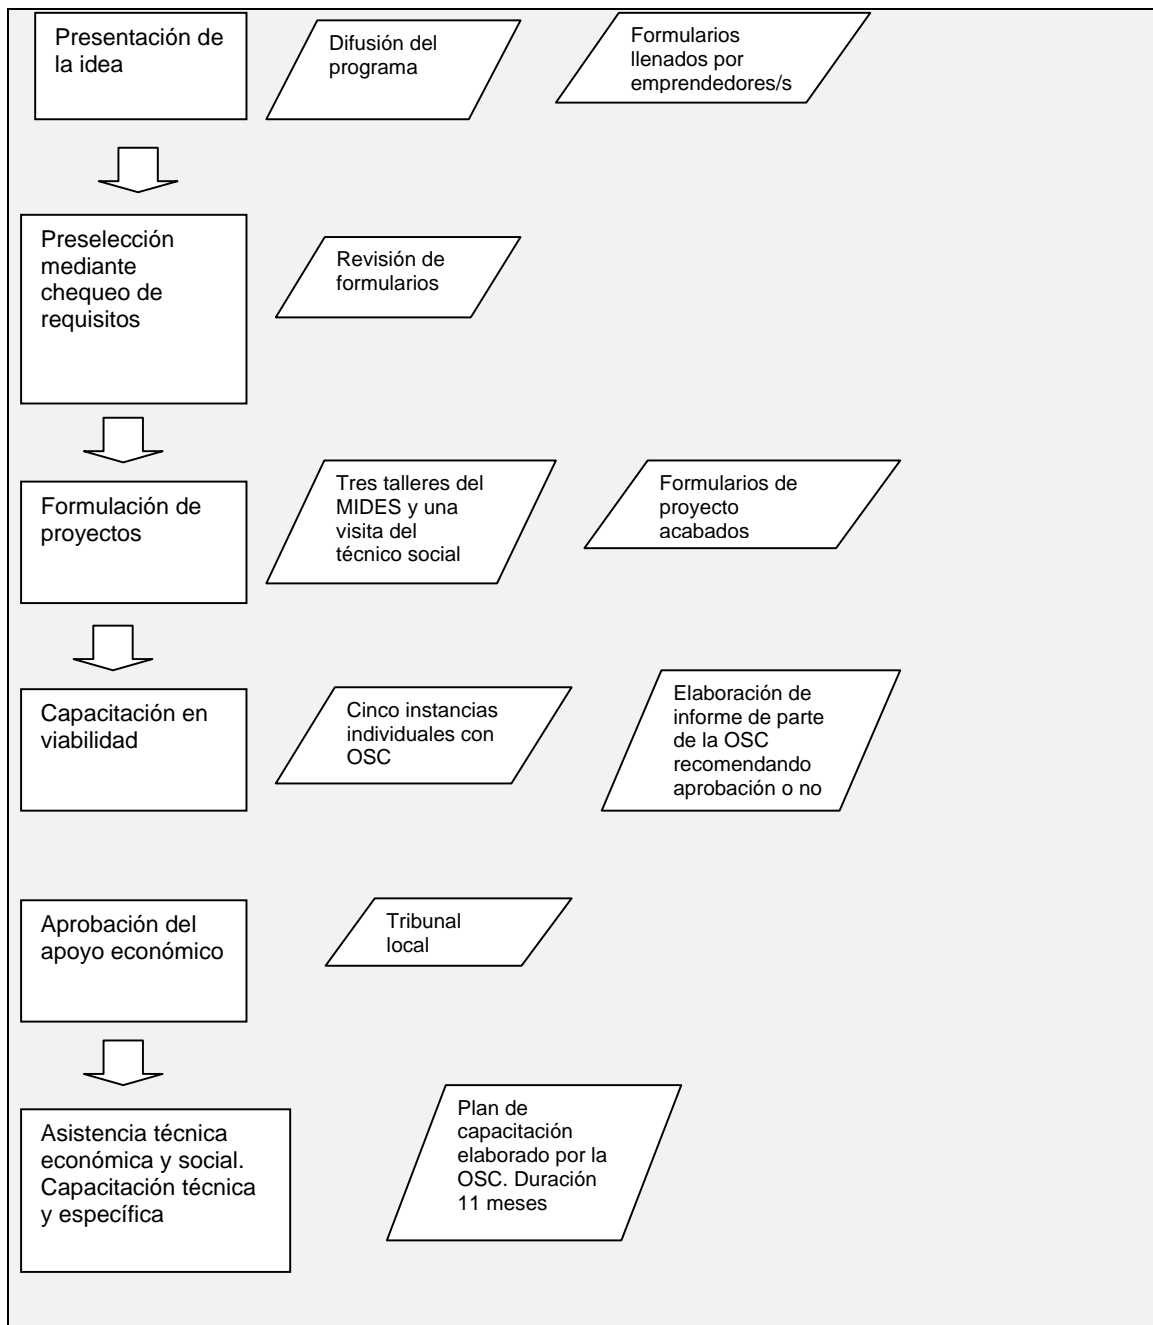 Presentación de
la idea
Difusión del
programa
Formularios
llenados por
emprendedores/s
Preselección
mediante
chequeo de
requisitos
Revisión de
formularios
Formulación de
proyectos
Tres talleres del
MIDES y una
visita del
técnico social
Formularios de
proyecto
acabados
Capacitación en
viabilidad
Cinco instancias
individuales con
OSC
Elaboración de
informe de parte
de la OSC
recomendando
aprobación o no
Aprobación del
apoyo económico
Tribunal
local
Asistencia técnica
económica y social.
Capacitación técnica
y específica
Plan de
capacitación
elaborado por la
OSC. Duración
11 meses